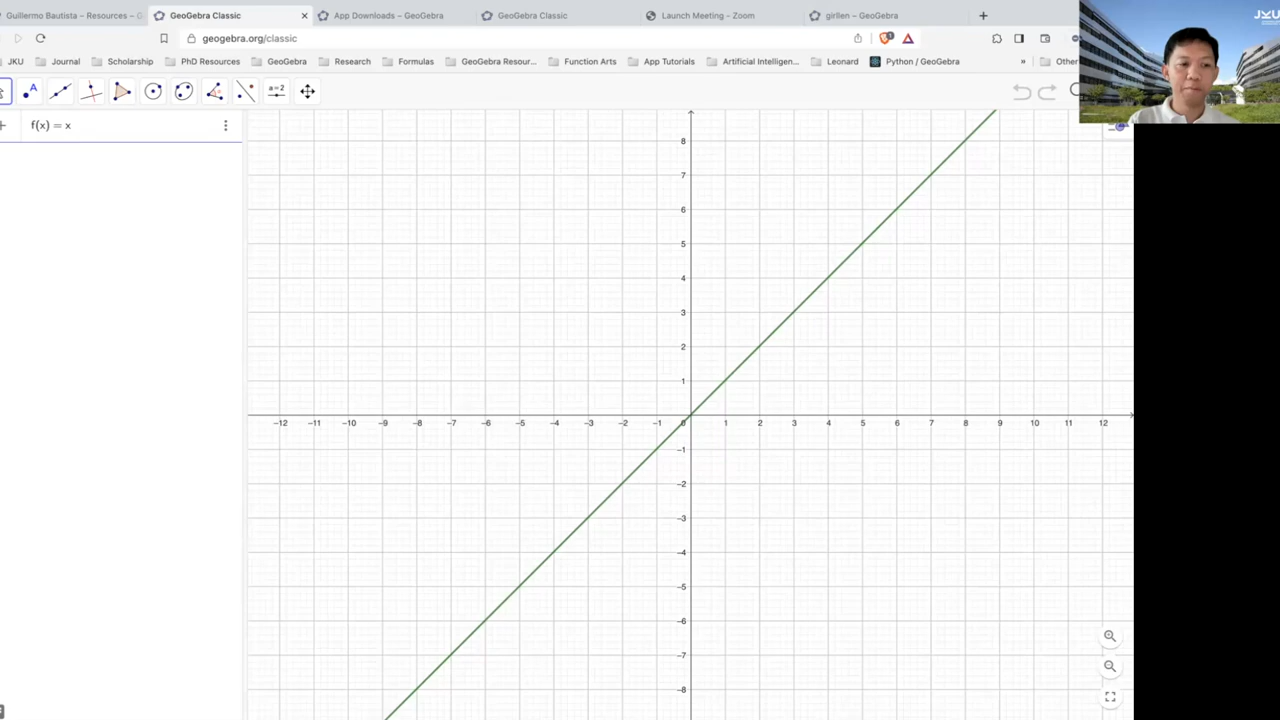 Guillermo Bautista – Resources – G
GeoGebra Classic
App Downloads – GeoGebra
GeoGebra Classic
Launch Meeting - Zoom
girllen – GeoGebra
geogebra.org/classic
1
JKU
Journal
Scholarship
PhD Resources
GeoGebra
Research
Formulas
GeoGebra Resour...
Function Arts
App Tutorials
Artificial Intelligen...
Leonard
Python / GeoGebra
»
Other
JKU
A
a=2
f(x) = x
8
7
6
5
4
3
2
1
−12 −11 −10 −9 −8 −7 −6 −5 −4 −3 −2 −1 0 1 2 3 4 5 6 7 8 9 10 11 12
−1
−2
−3
−4
−5
−6
−7
−8